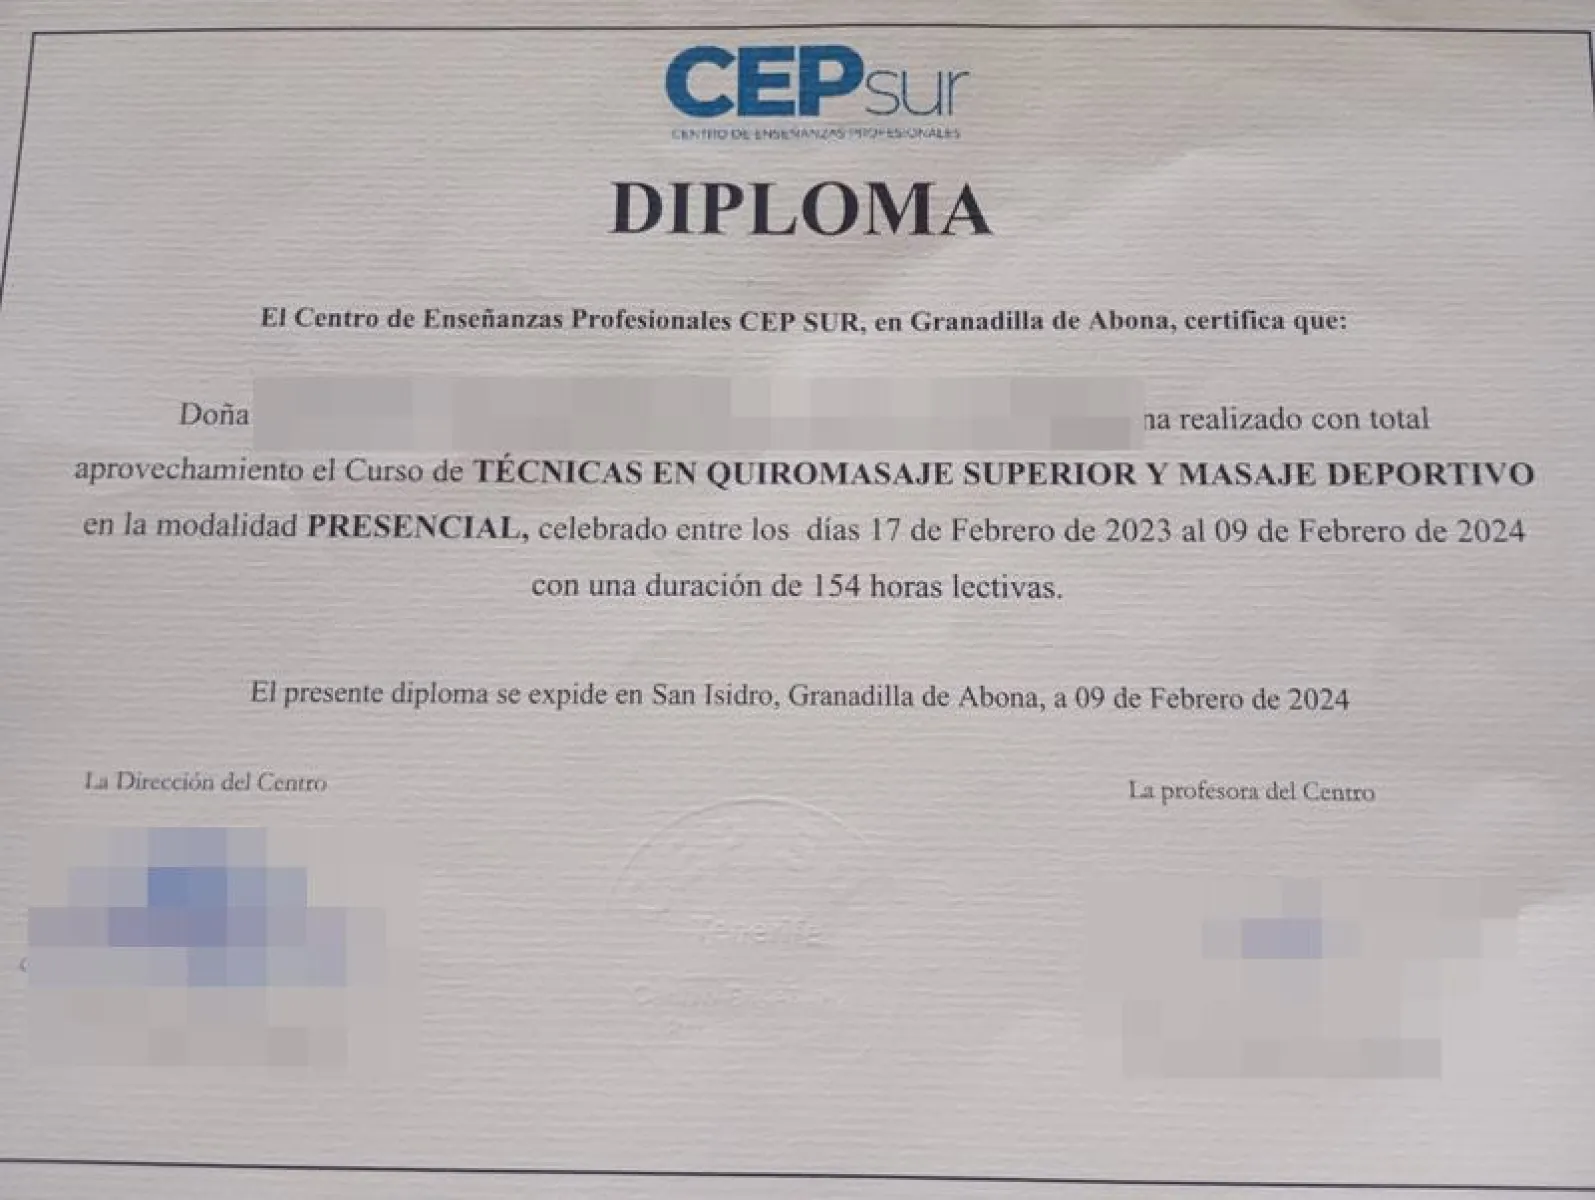 CEPsur
CENTRO DE ENSEÑANZAS PROFESIONALES
DIPLOMA
El Centro de Enseñanzas Profesionales CEP SUR, en Granadilla de Abona, certifica que:
Doña ha realizado con total
aprovechamiento el Curso de TÉCNICAS EN QUIROMASAJE SUPERIOR Y MASAJE DEPORTIVO
en la modalidad PRESENCIAL, celebrado entre los días 17 de Febrero de 2023 al 09 de Febrero de 2024
con una duración de 154 horas lectivas.
El presente diploma se expide en San Isidro, Granadilla de Abona, a 09 de Febrero de 2024
La Dirección del Centro
La profesora del Centro
Tenerife